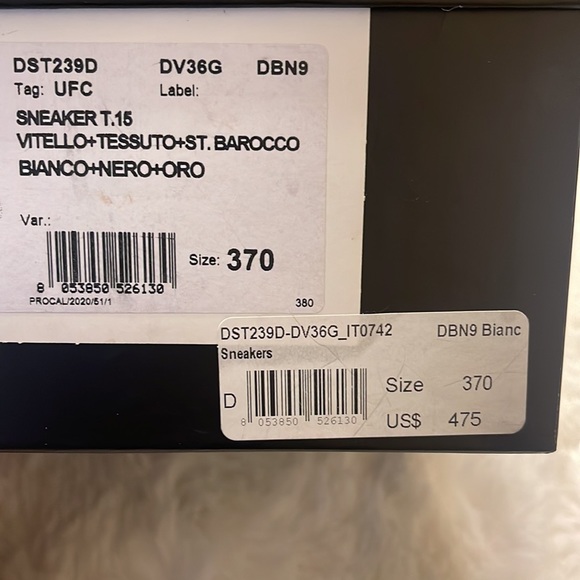 DST239D DV36G DBN9
Tag: UFC Label:
SNEAKER T.15
VITELLO+TESSUTO+ST. BAROCCO
BIANCO+NERO+ORO
Var.:
Size: 370
8 053850 526130
PROCAL/2020/51/1 380
DST239D-DV36G_IT0742 DBN9 Bianc
Sneakers
D
Size 370
8 053850 526130
US$ 475